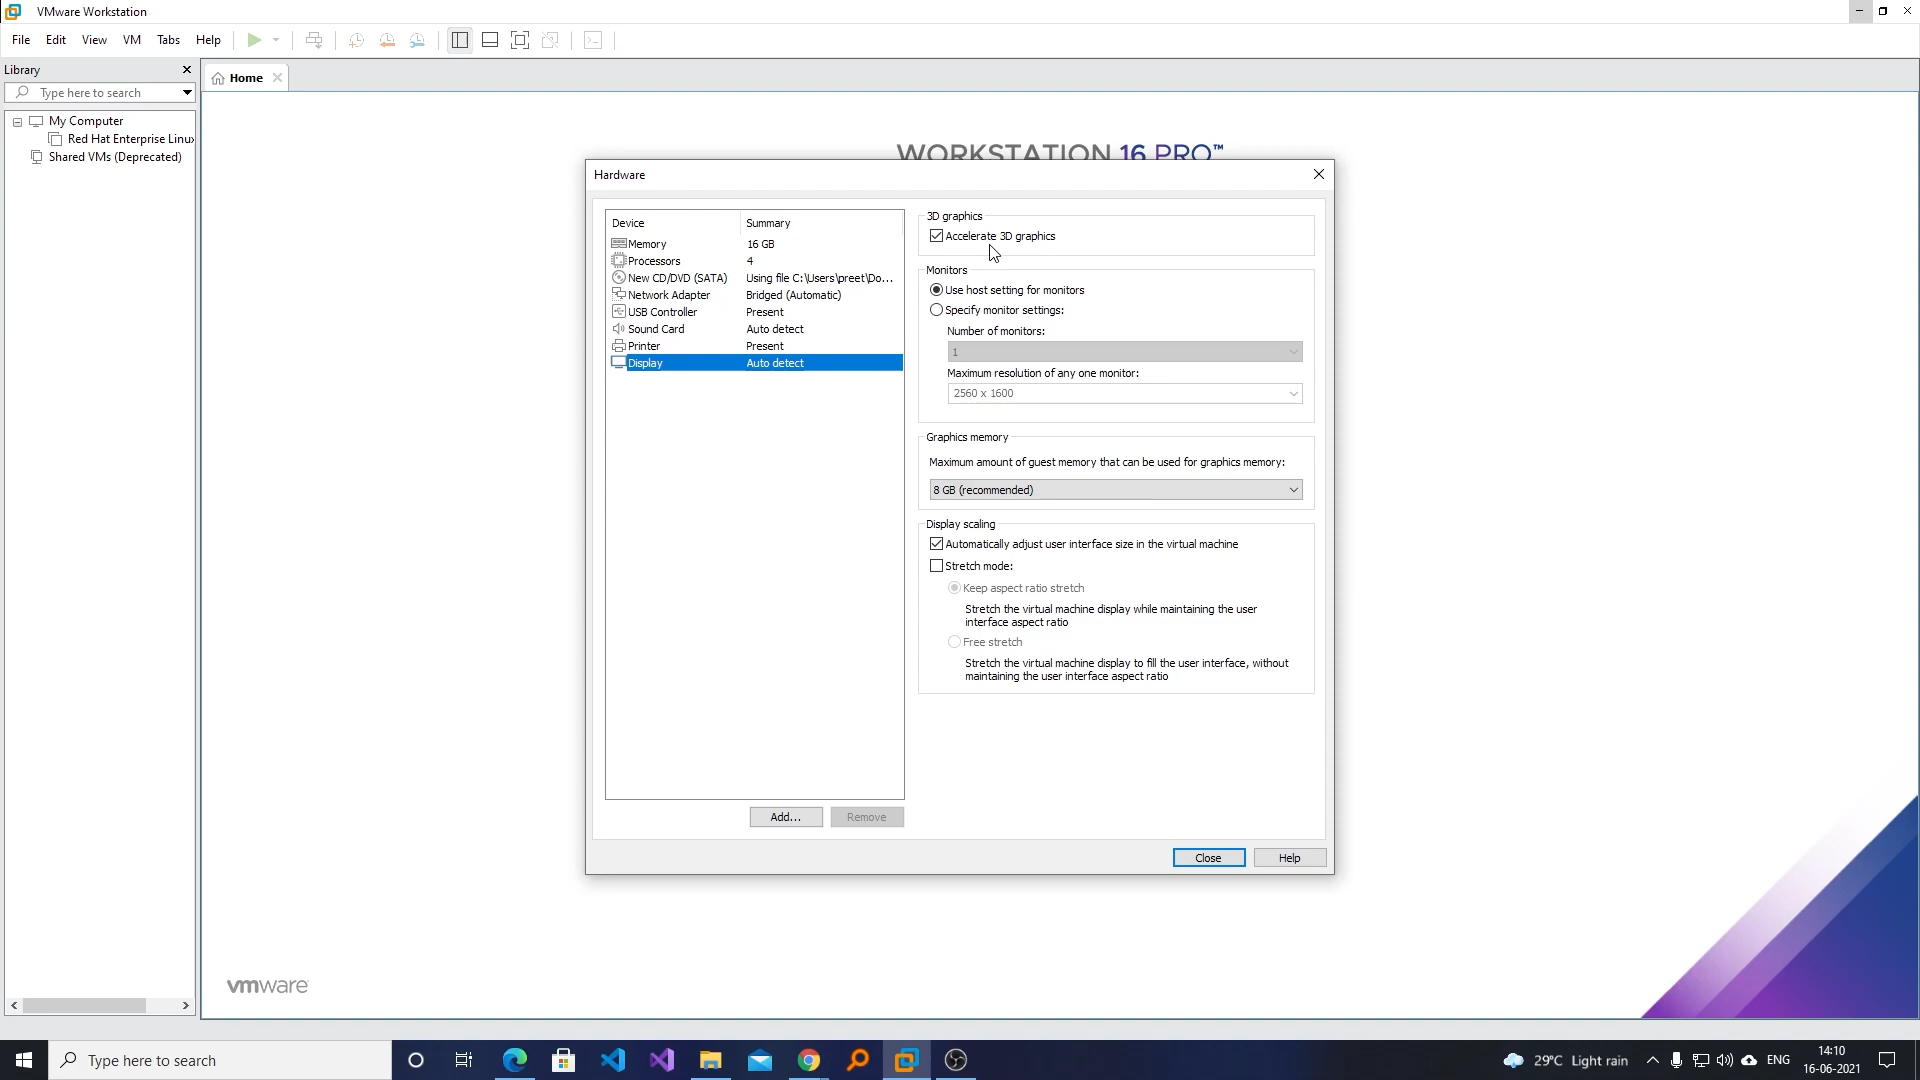 VMware Workstation
File Edit View VM Tabs Help
Library
Type here to search
My Computer
Red Hat Enterprise Linux
Shared VMs (Deprecated)
Home
WORKSTATION 16 PRO™
Hardware
Device Summary
Memory 16 GB
Processors 4
New CD/DVD (SATA) Using file C:\Users\preet\Do...
Network Adapter Bridged (Automatic)
USB Controller Present
Sound Card Auto detect
Printer Present
Display Auto detect
Add... Remove
3D graphics
Accelerate 3D graphics
Monitors
Use host setting for monitors
Specify monitor settings:
Number of monitors:
1
Maximum resolution of any one monitor:
2560 x 1600
Graphics memory
Maximum amount of guest memory that can be used for graphics memory:
8 GB (recommended)
Display scaling
Automatically adjust user interface size in the virtual machine
Stretch mode:
Keep aspect ratio stretch
Stretch the virtual machine display while maintaining the user
interface aspect ratio
Free stretch
Stretch the virtual machine display to fill the user interface, without
maintaining the user interface aspect ratio
Close Help
vmware
Type here to search
29°C Light rain
ENG
14:10
16-06-2021